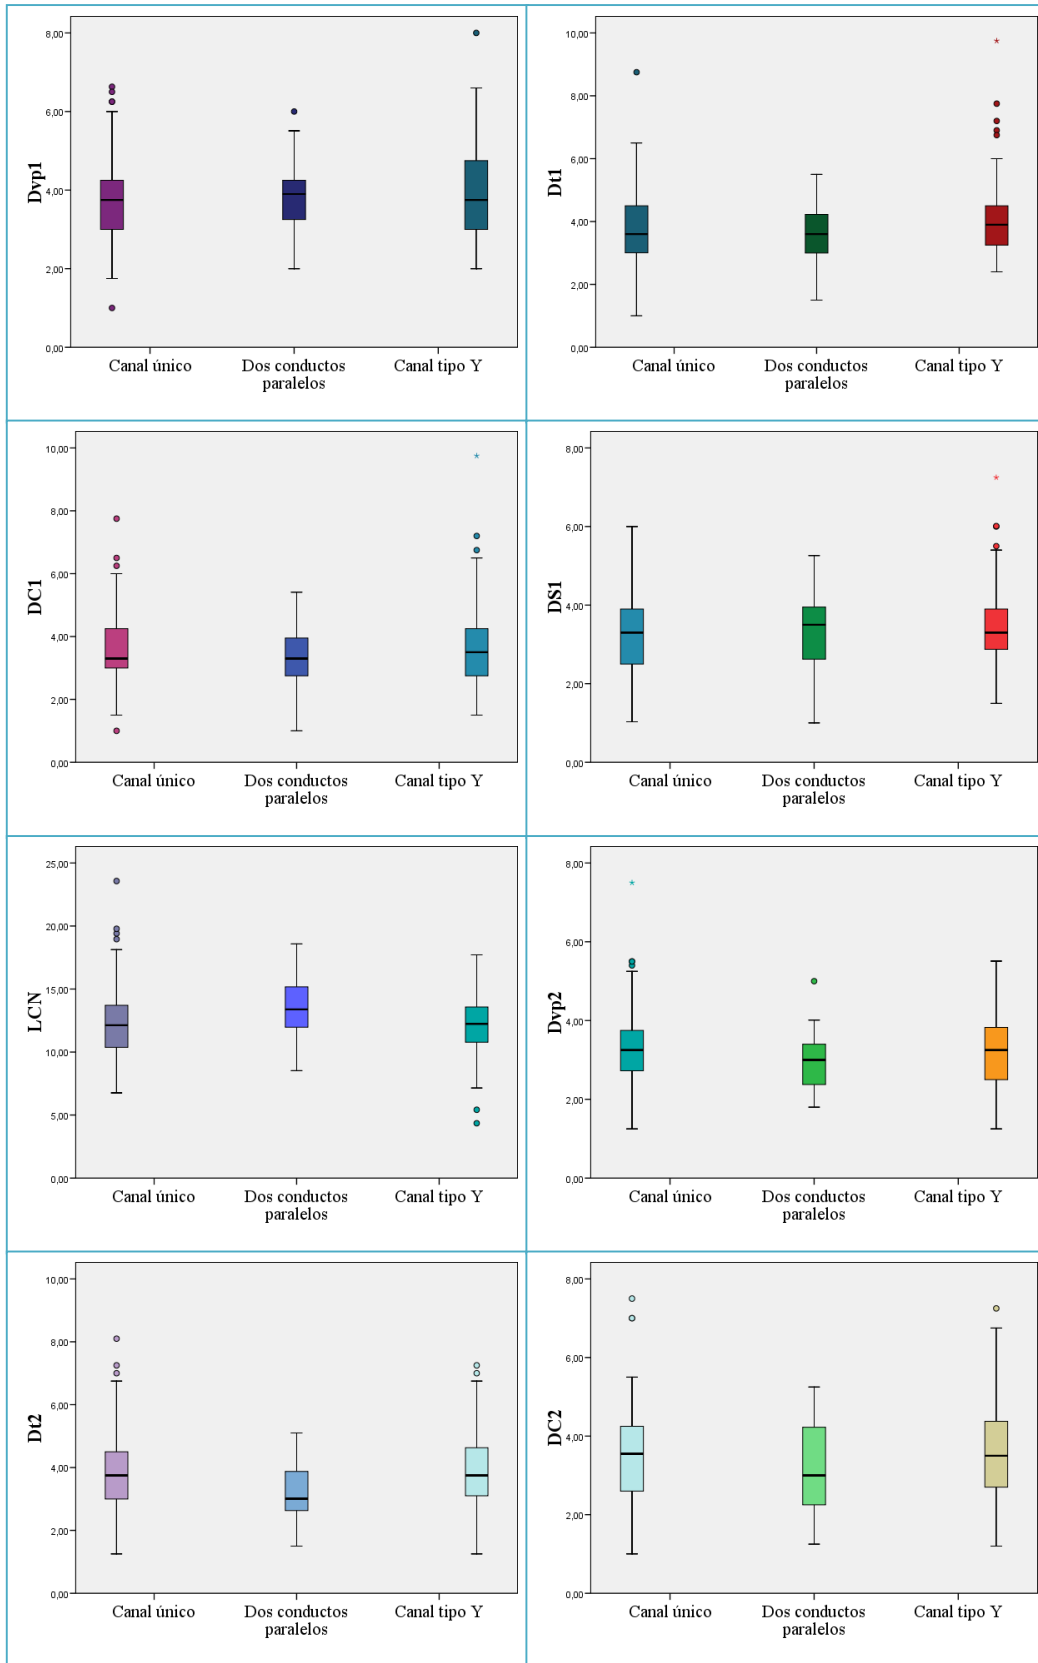 Dvp1
8,00
6,00
4,00
2,00
0,00
Canal único
Dos conductos
paralelos
Canal tipo Y
Dt1
10,00
8,00
6,00
4,00
2,00
0,00
Canal único
Dos conductos
paralelos
Canal tipo Y
DC1
10,00
8,00
6,00
4,00
2,00
0,00
Canal único
Dos conductos
paralelos
Canal tipo Y
DS1
8,00
6,00
4,00
2,00
0,00
Canal único
Dos conductos
paralelos
Canal tipo Y
LCN
25,00
20,00
15,00
10,00
5,00
0,00
Canal único
Dos conductos
paralelos
Canal tipo Y
Dvp2
8,00
6,00
4,00
2,00
0,00
Canal único
Dos conductos
paralelos
Canal tipo Y
Dt2
10,00
8,00
6,00
4,00
2,00
0,00
Canal único
Dos conductos
paralelos
Canal tipo Y
DC2
8,00
6,00
4,00
2,00
0,00
Canal único
Dos conductos
paralelos
Canal tipo Y